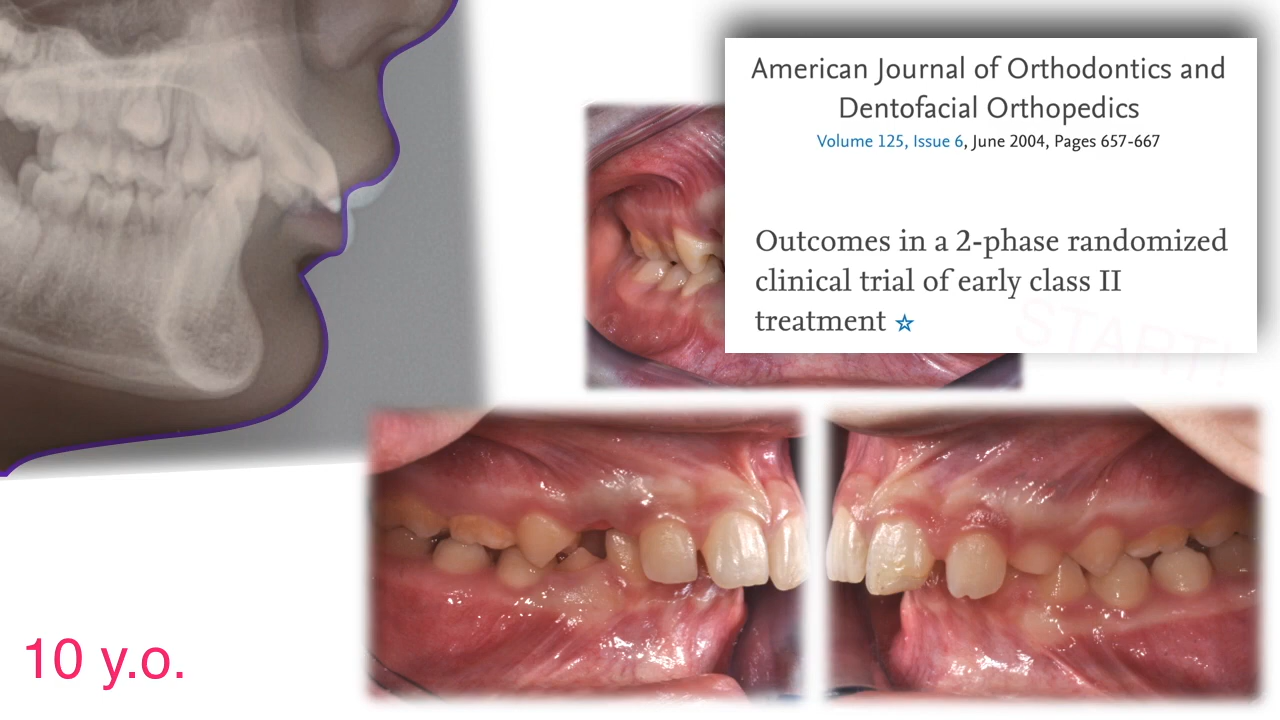 American Journal of Orthodontics and
Dentofacial Orthopedics
Volume 125, Issue 6, June 2004, Pages 657-667
Outcomes in a 2-phase randomized
clinical trial of early class II
treatment ☆
START!
10 y.o.